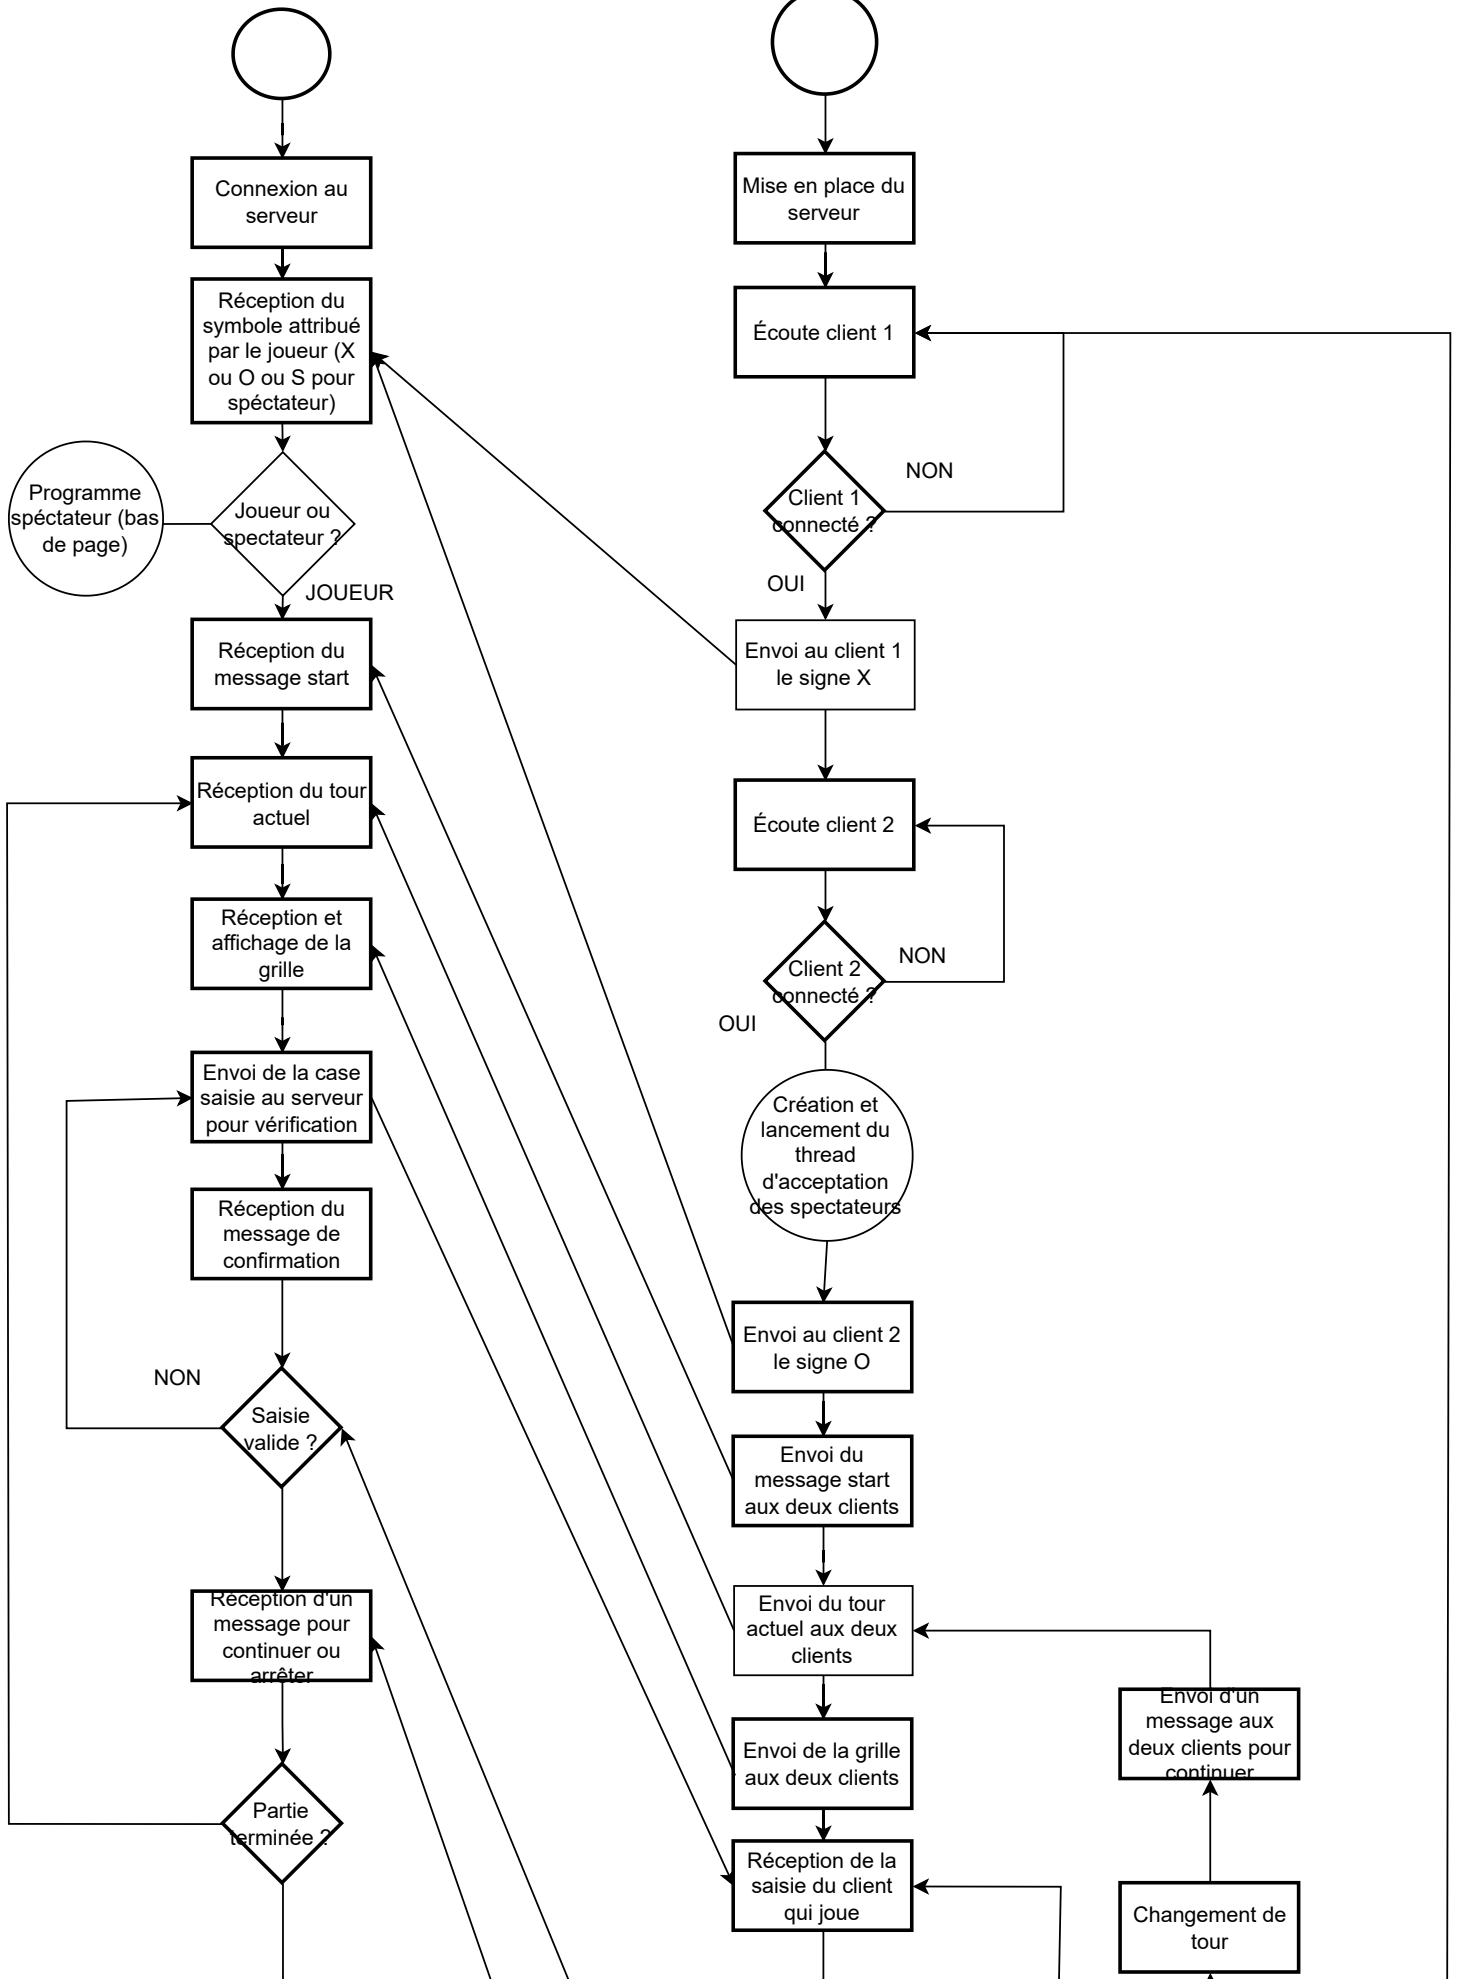 Connexion au
serveur
Réception du
symbole attribué
par le joueur (X
ou O ou S pour
spéctateur)
Programme
spéctateur (bas
de page)
Joueur ou
spectateur ?
JOUEUR
Réception du
message start
Réception du tour
actuel
Réception et
affichage de la
grille
Envoi de la case
saisie au serveur
pour vérification
Réception du
message de
confirmation
NON
Saisie
valide ?
Réception d'un
message pour
continuer ou
arrêter
Partie
terminée ?
Mise en place du
serveur
Écoute client 1
NON
Client 1
connecté ?
OUI
Envoi au client 1
le signe X
Écoute client 2
NON
Client 2
connecté ?
OUI
Création et
lancement du
thread
d'acceptation
des spectateurs
Envoi au client 2
le signe O
Envoi du
message start
aux deux clients
Envoi du tour
actuel aux deux
clients
Envoi de la grille
aux deux clients
Réception de la
saisie du client
qui joue
Envoi d'un
message aux
deux clients pour
continuer
Changement de
tour